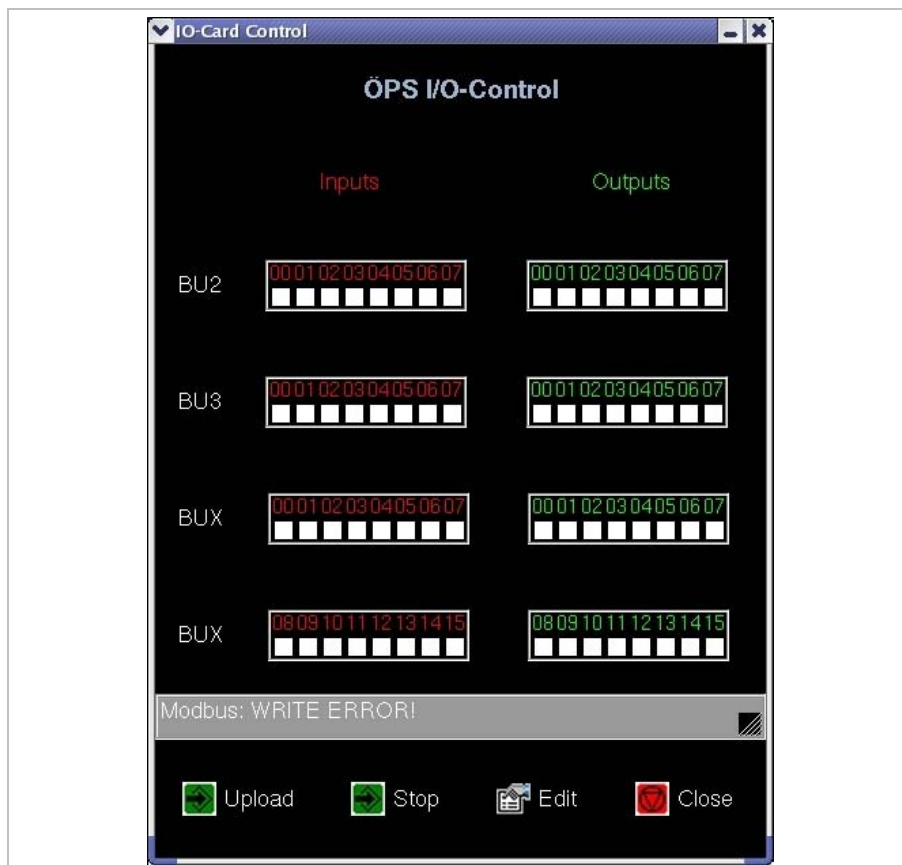 IO-Card Control
ÖPS I/O-Control
Inputs Outputs
00 01 02 03 04 05 06 07 00 01 02 03 04 05 06 07
BU2
00 01 02 03 04 05 06 07 00 01 02 03 04 05 06 07
BU3
00 01 02 03 04 05 06 07 00 01 02 03 04 05 06 07
BUX
08 09 10 11 12 13 14 15 08 09 10 11 12 13 14 15
BUX
Modbus: WRITE ERROR!
Upload Stop Edit Close